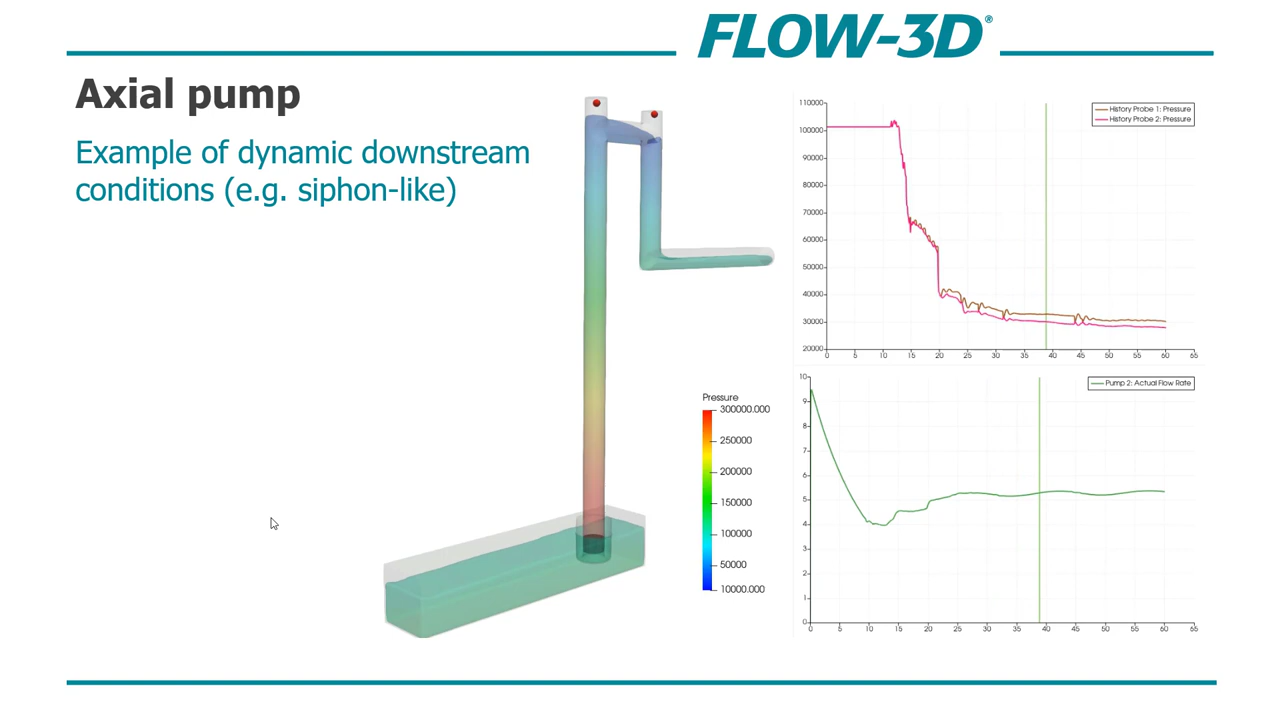 FLOW-3D®
Axial pump
Example of dynamic downstream
conditions (e.g. siphon-like)
110000
100000
90000
80000
70000
60000
50000
40000
30000
20000
0 5 10 15 20 25 30 35 40 45 50 55 60 65
History Probe 1: Pressure
History Probe 2: Pressure
Pressure
300000.000
250000
200000
150000
100000
50000
10000.000
10
9
8
7
6
5
4
3
2
1
0
0 5 10 15 20 25 30 35 40 45 50 55 60 65
Pump 2: Actual Flow Rate